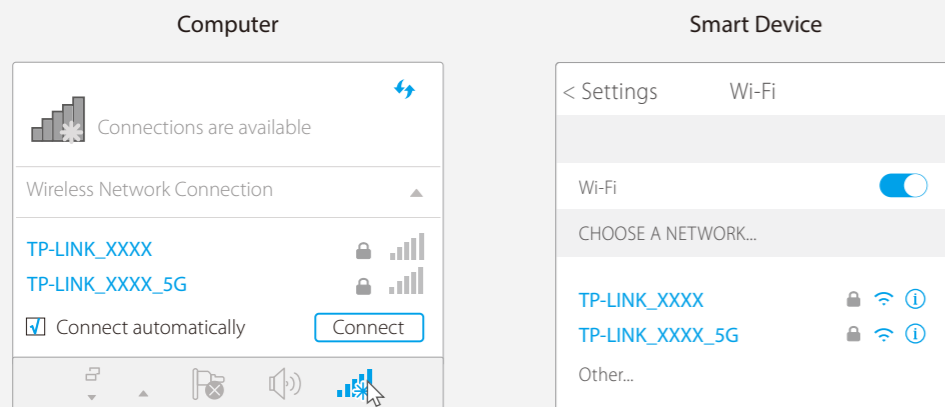 Computer
Connections are available
Wireless Network Connection
TP-LINK_XXXX
TP-LINK_XXXX_5G
Connect automatically
Connect
Smart Device
< Settings
Wi-Fi
Wi-Fi
CHOOSE A NETWORK...
TP-LINK_XXXX
TP-LINK_XXXX_5G
Other...